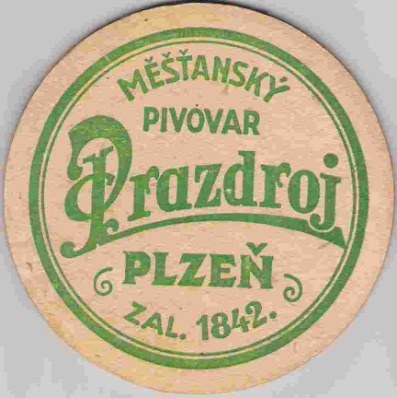 MĚŠŤANSKÝ
PIVOVAR
Prazdroj
PLZEŇ
ZAL. 1842.